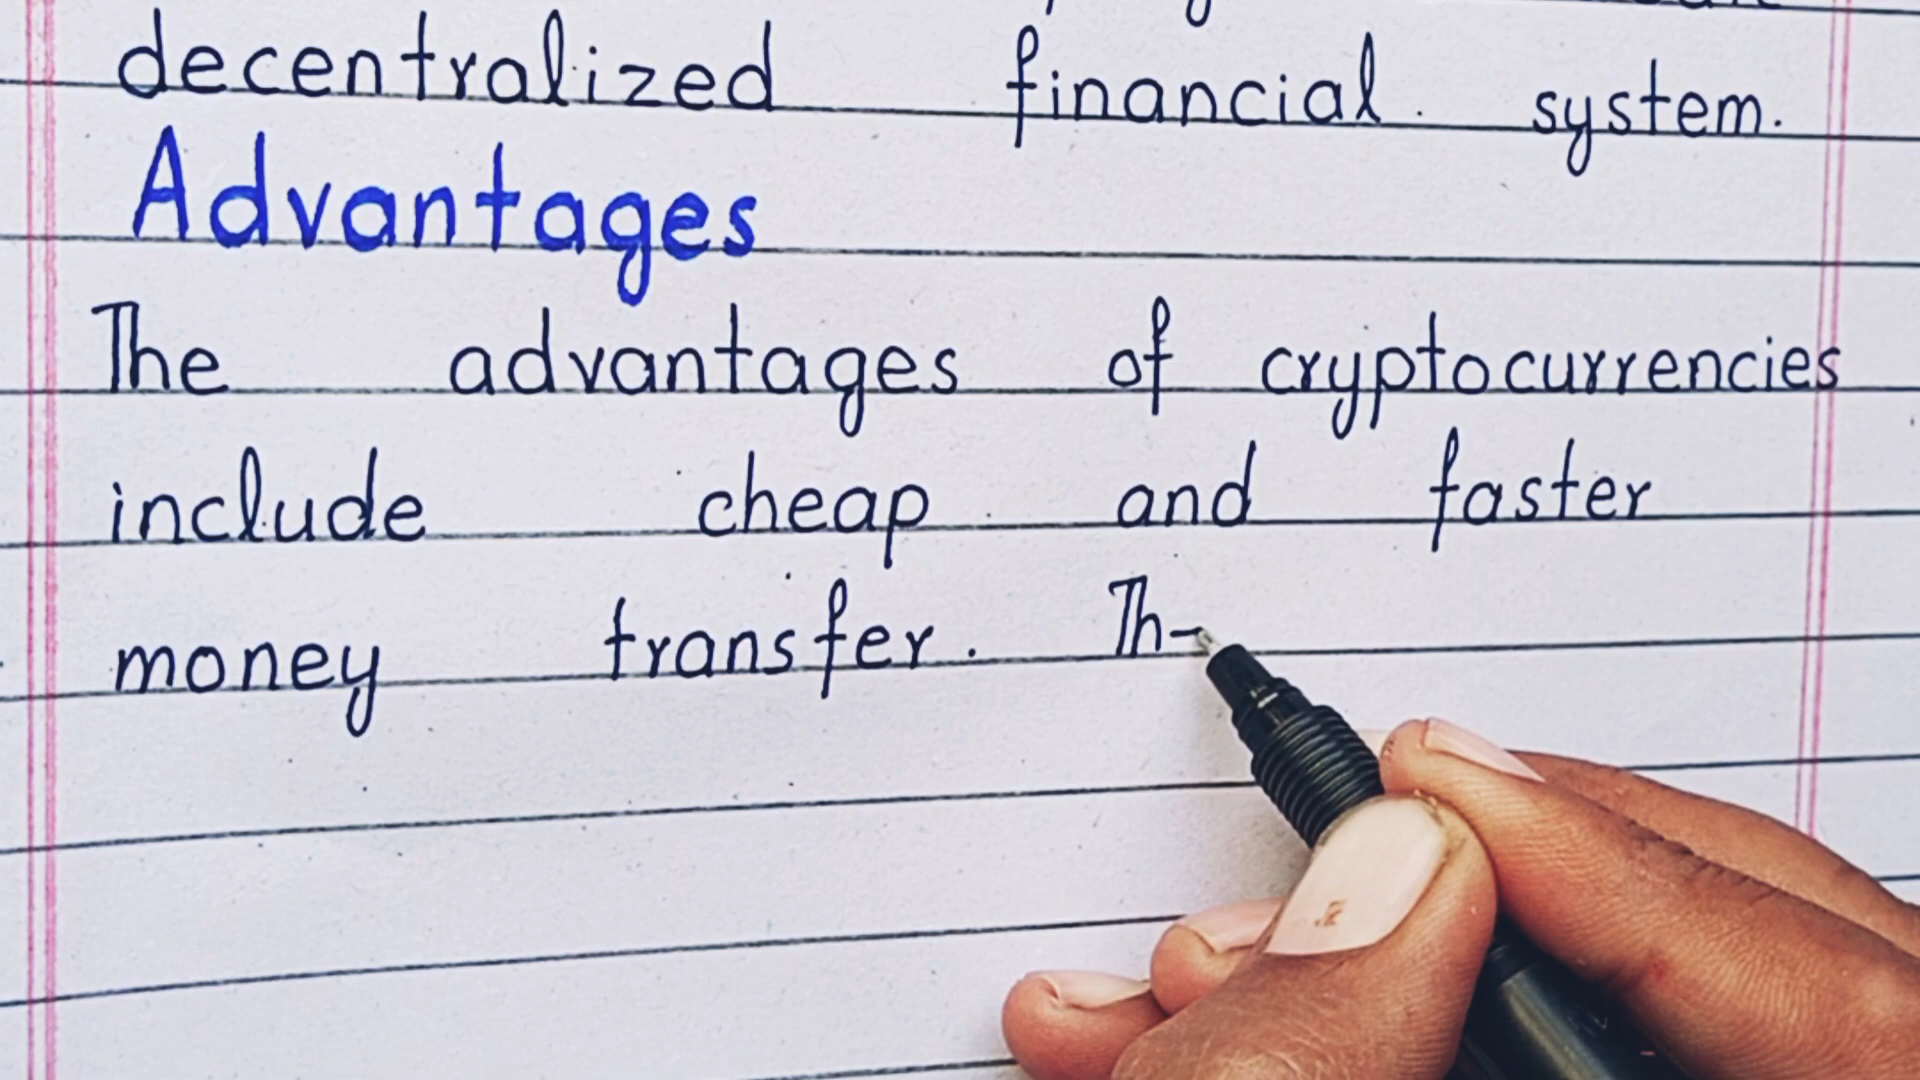 decentralized financial system.
Advantages
The advantages of cryptocurrencies
include cheap and faster
money transfer. Th